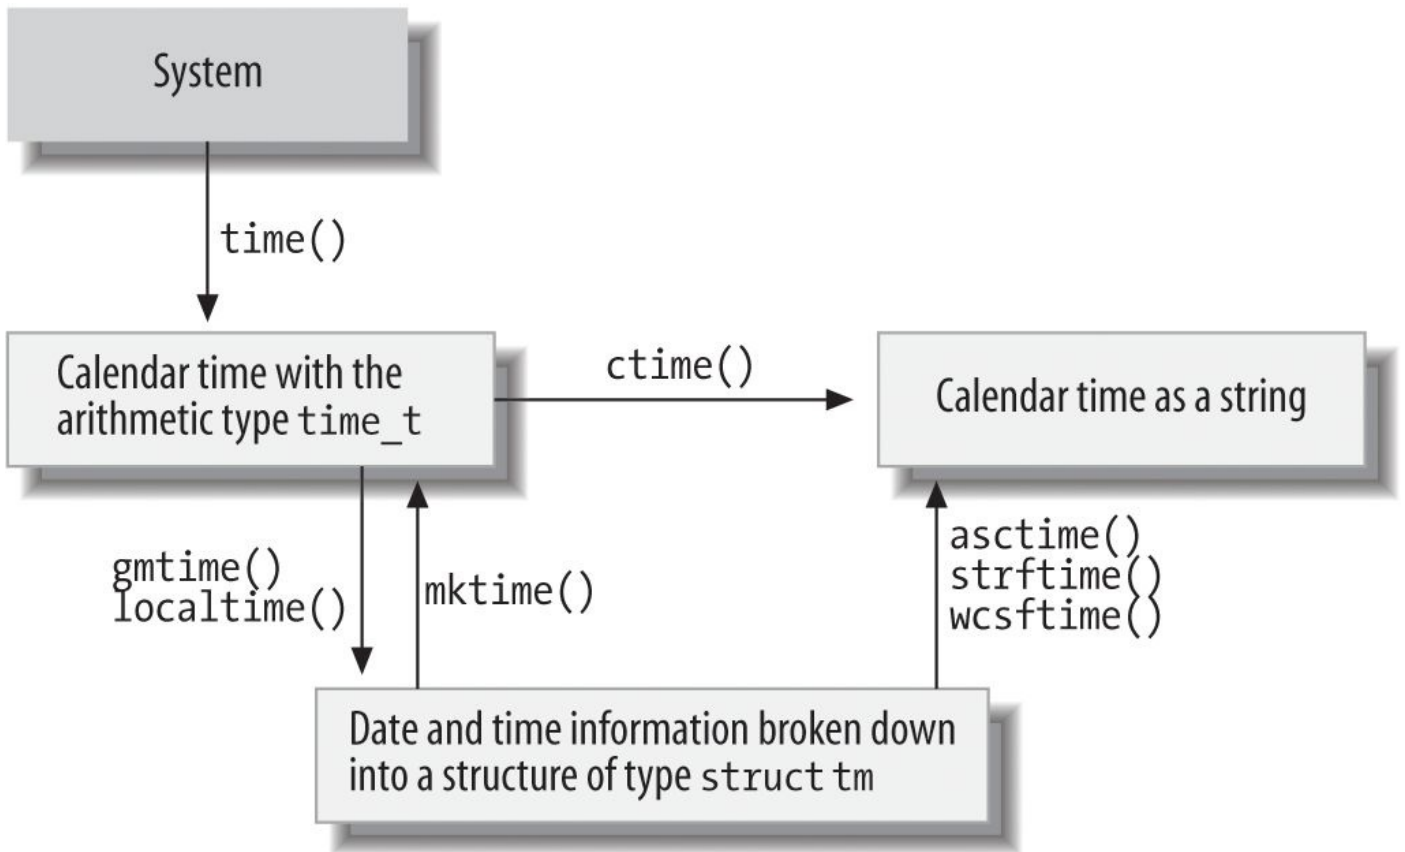 System
time()
Calendar time with the
arithmetic type time_t
ctime()
Calendar time as a string
gmtime()
localtime()
mktime()
asctime()
strftime()
wcsftime()
Date and time information broken down
into a structure of type struct tm